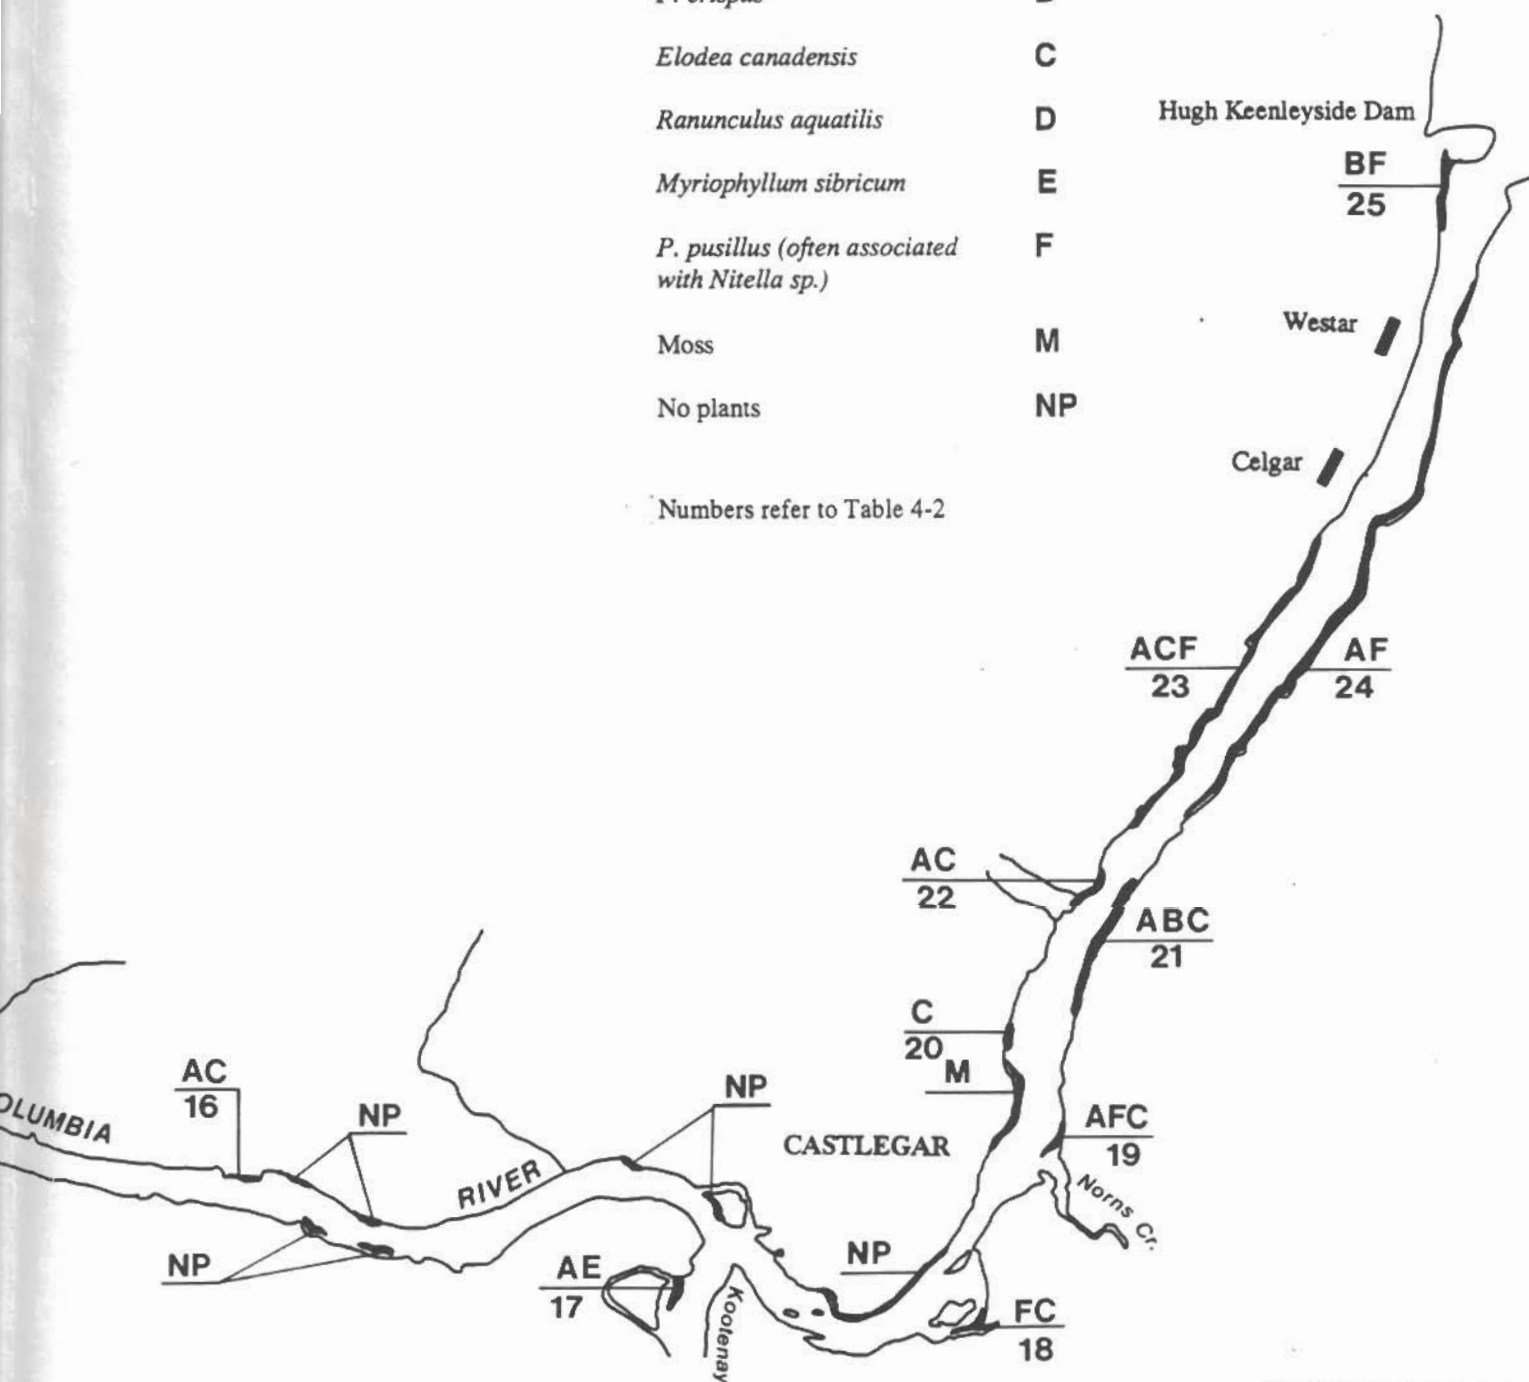 Elodea canadensis C
Ranunculus aquatilis D
Myriophyllum sibricum E
P. pusillus (often associated F
with Nitella sp.)
Moss M
No plants NP
Numbers refer to Table 4-2
Hugh Keenleyside Dam
BF
25
Westar
Celgar
ACF
23
AF
24
AC
22
ABC
21
C
20
M
AFC
19
Norns Cr.
CASTLEGAR
NP
FC
18
NP
AC
16
NP
OLUMBIA
RIVER
NP
AE
17
Kootenay